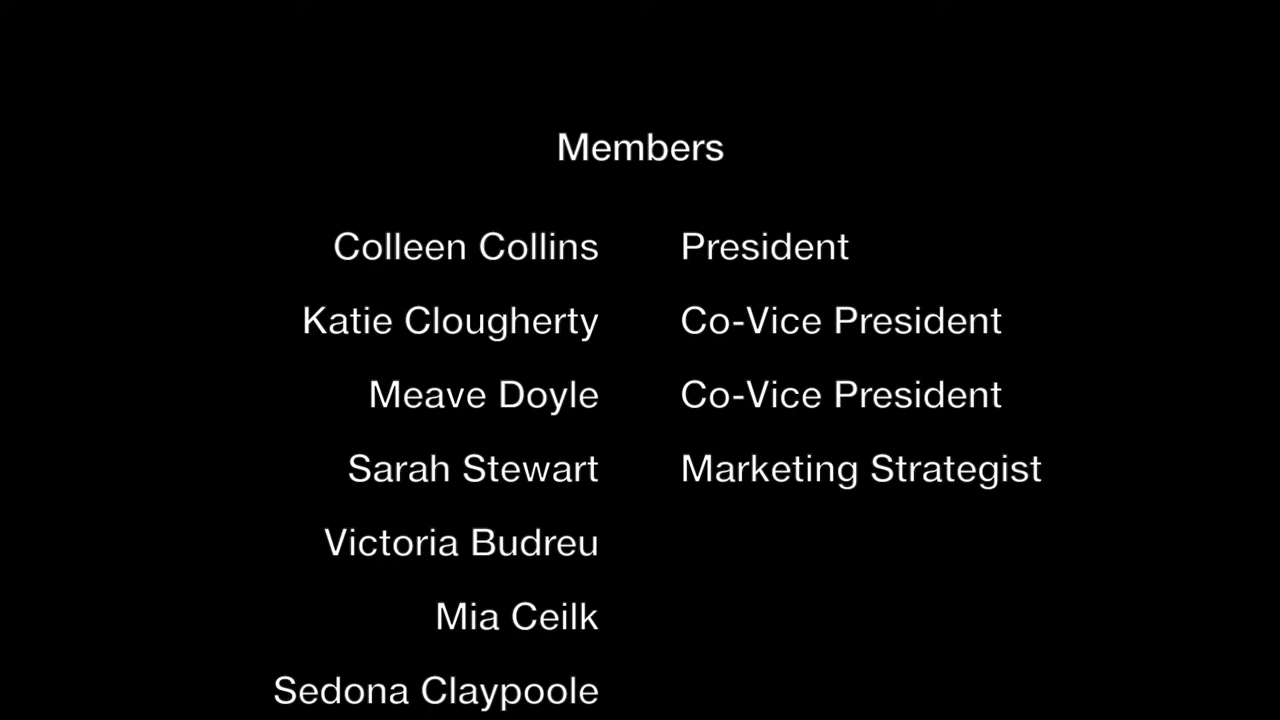 Members
Colleen Collins President
Katie Clougherty Co-Vice President
Meave Doyle Co-Vice President
Sarah Stewart Marketing Strategist
Victoria Budreu
Mia Ceilk
Sedona Claypoole